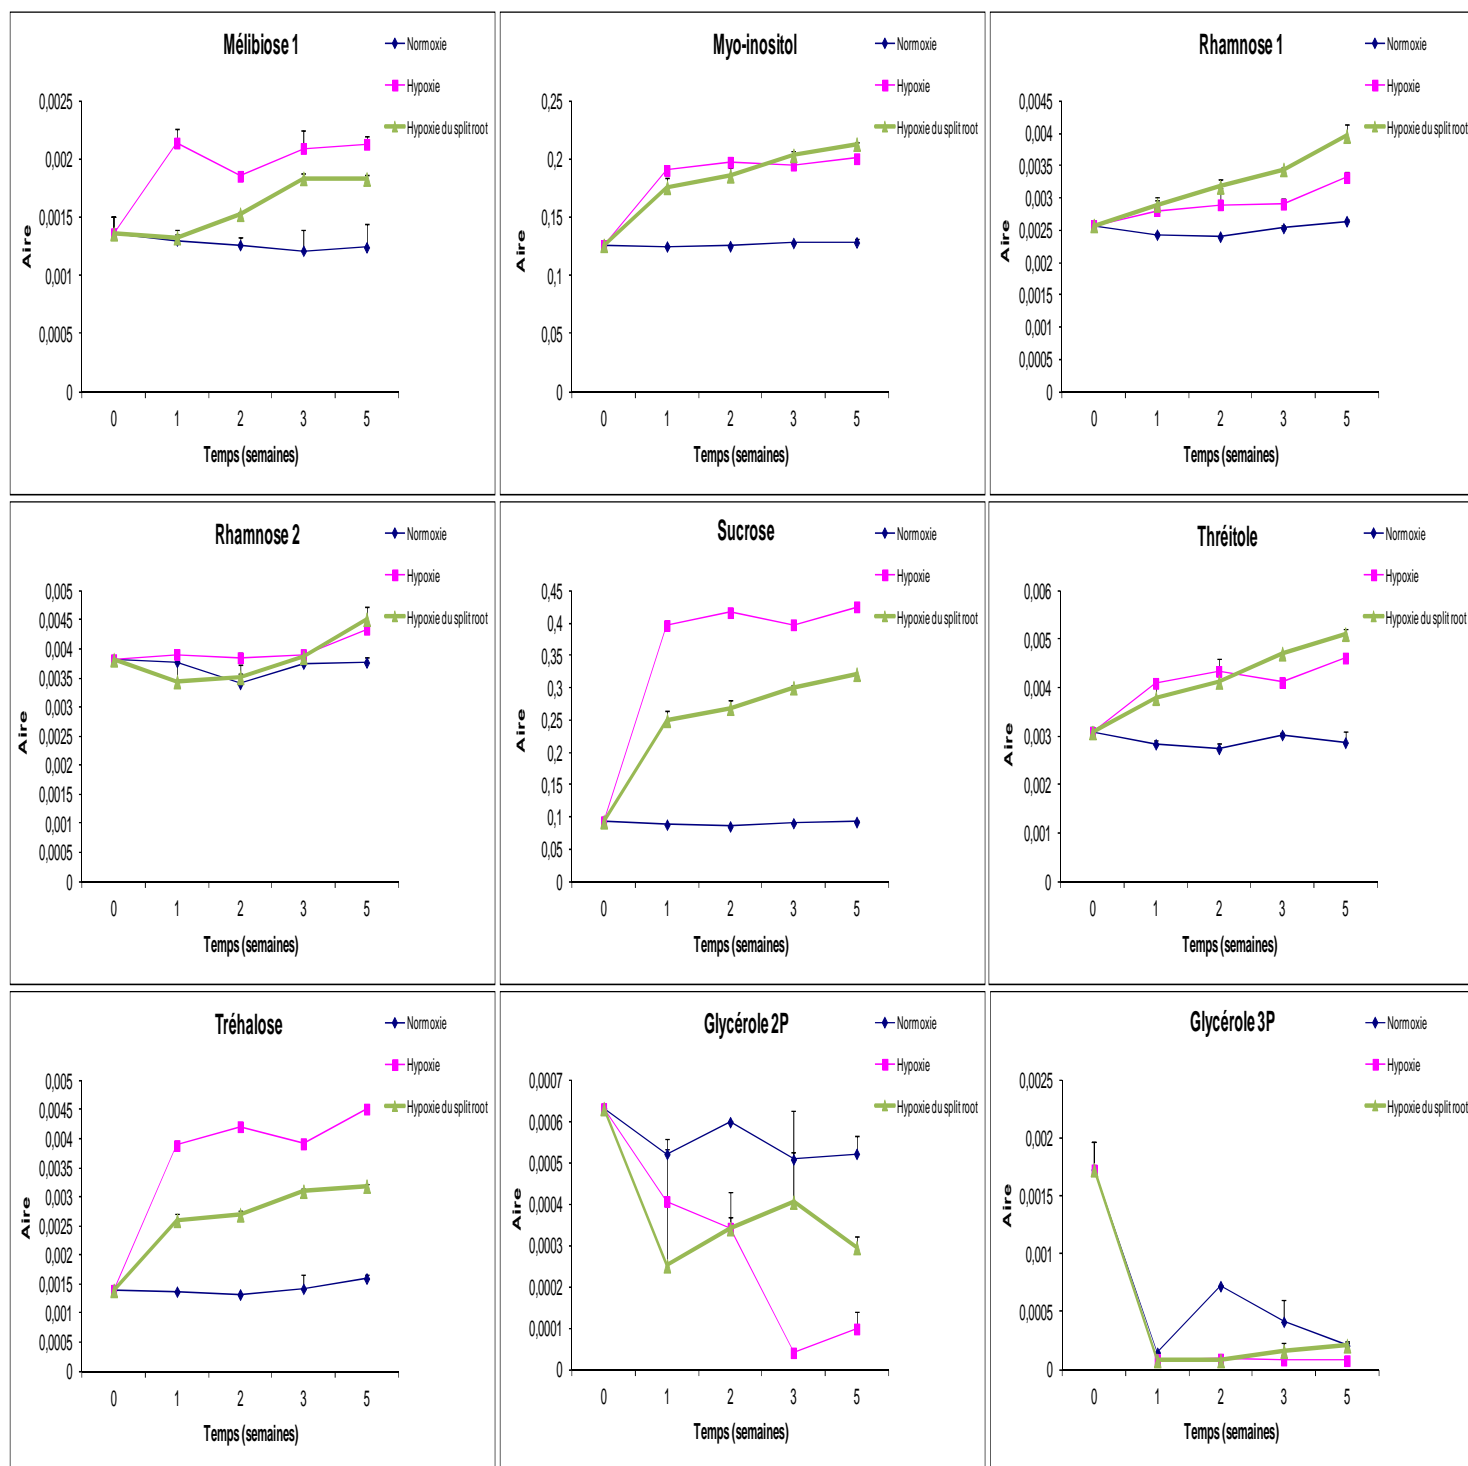 Mélibiose 1
Normoxie
Hypoxie
Hypoxie du split root
0,0025
0,002
0,0015
0,001
0,0005
0
Aire
0 1 2 3 5
Temps (semaines)
Myo-inositol
Normoxie
Hypoxie
Hypoxie du split root
0,25
0,2
0,15
0,1
0,05
0
Aire
0 1 2 3 5
Temps (semaines)
Rhamnose 1
Normoxie
Hypoxie
Hypoxie du split root
0,0045
0,004
0,0035
0,003
0,0025
0,002
0,0015
0,001
0,0005
0
Aire
0 1 2 3 5
Temps (semaines)
Rhamnose 2
Normoxie
Hypoxie
Hypoxie du split root
0,005
0,0045
0,004
0,0035
0,003
0,0025
0,002
0,0015
0,001
0,0005
0
Aire
0 1 2 3 5
Temps (semaines)
Sucrose
Normoxie
Hypoxie
Hypoxie du split root
0,45
0,4
0,35
0,3
0,25
0,2
0,15
0,1
0,05
0
Aire
0 1 2 3 5
Temps (semaines)
Thréitole
Normoxie
Hypoxie
Hypoxie du split root
0,006
0,005
0,004
0,003
0,002
0,001
0
Aire
0 1 2 3 5
Temps (semaines)
Tréhalose
Normoxie
Hypoxie
Hypoxie du split root
0,005
0,0045
0,004
0,0035
0,003
0,0025
0,002
0,0015
0,001
0,0005
0
Aire
0 1 2 3 5
Temps (semaines)
Glycérole 2P
Normoxie
Hypoxie
Hypoxie du split root
0,0007
0,0006
0,0005
0,0004
0,0003
0,0002
0,0001
0
Aire
0 1 2 3 5
Temps (semaines)
Glycérole 3P
Normoxie
Hypoxie
Hypoxie du split root
0,0025
0,002
0,0015
0,001
0,0005
0
Aire
0 1 2 3 5
Temps (semaines)